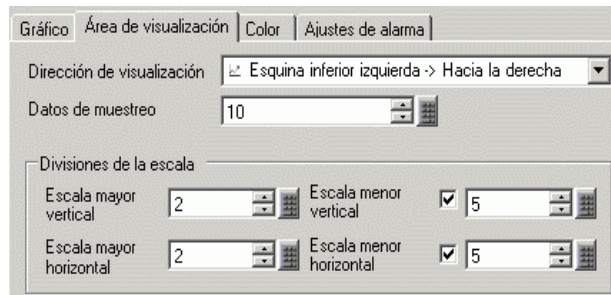 Gráfico Área de visualización Color Ajustes de alarma
Dirección de visualización Esquina inferior izquierda -> Hacia la derecha
Datos de muestreo 10
Divisiones de la escala
Escala mayor vertical 2 Escala menor vertical 5
Escala mayor horizontal 2 Escala menor horizontal 5